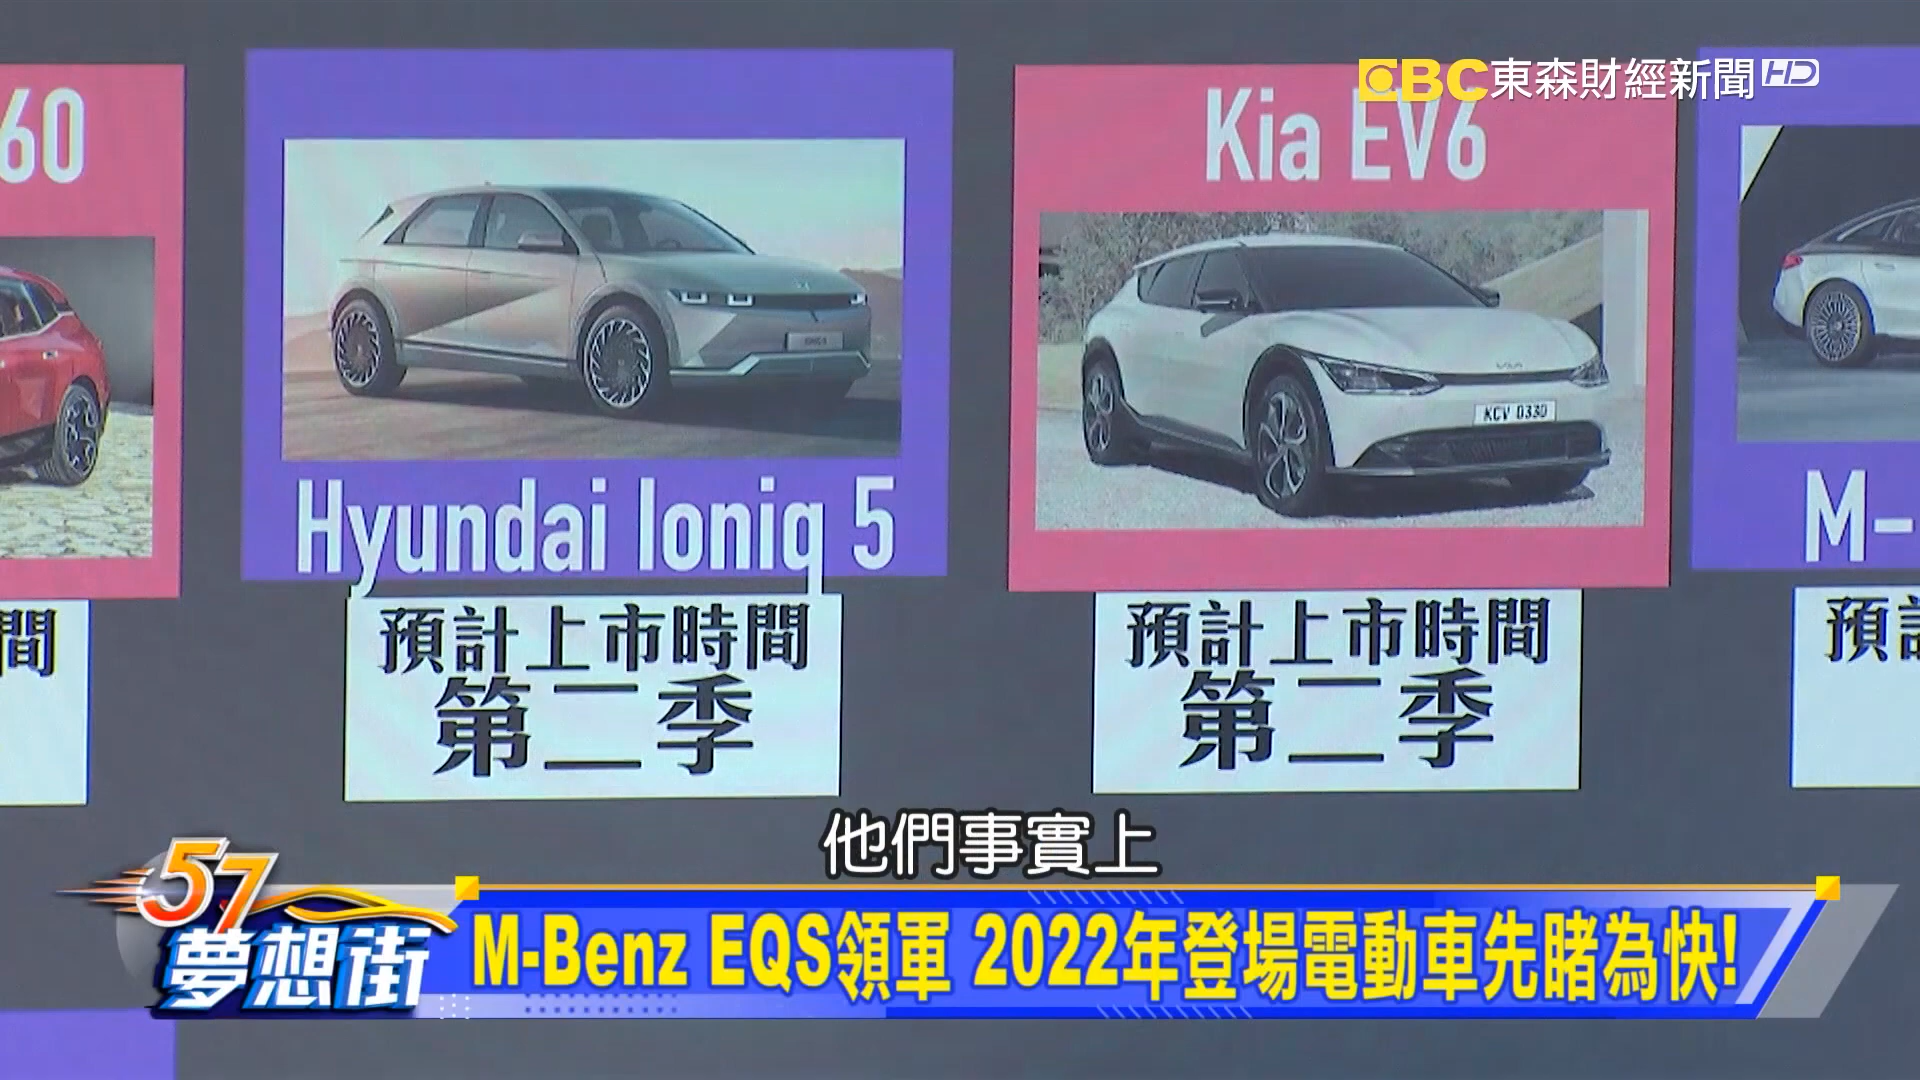 EBC東森財經新聞HD
60
Hyundai Ioniq 5
Kia EV6
KCV 0330
M-
間
預計上市時間
第二季
預計上市時間
第二季
預計
他們事實上
57
夢想街
M-Benz EQS領軍 2022年登場電動車先睹為快!